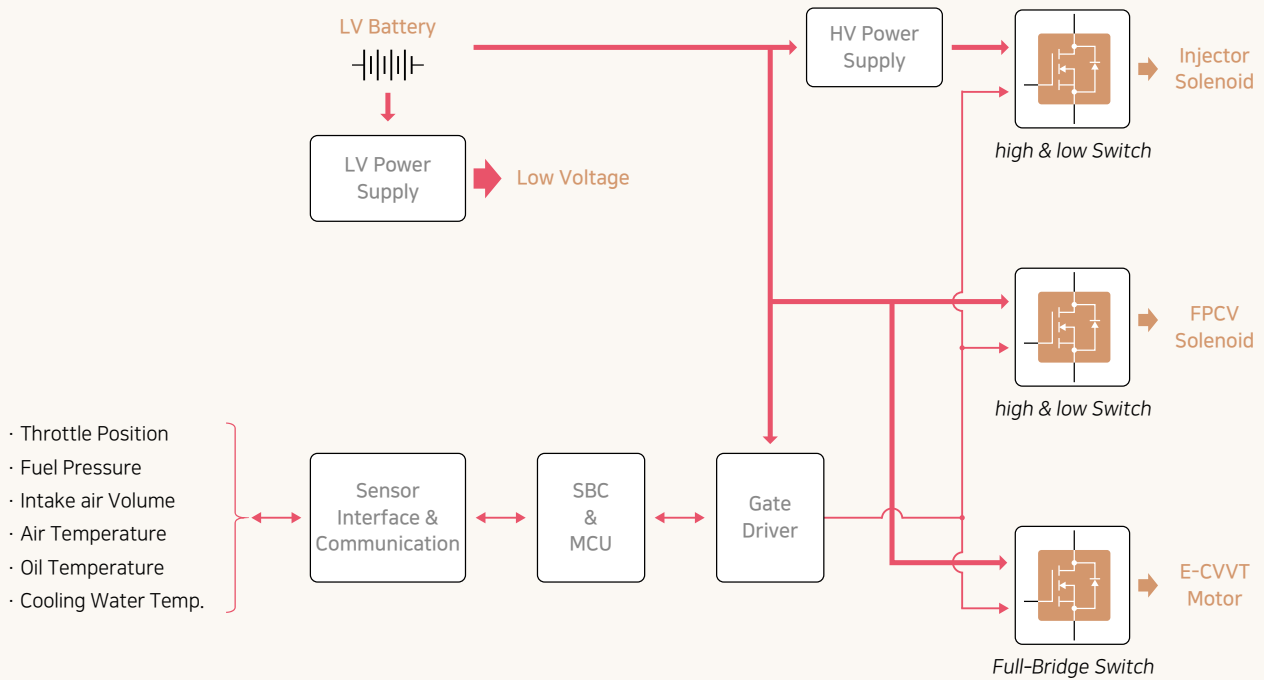 LV Battery
HV Power
Supply
Injector
Solenoid
high & low Switch
LV Power
Supply
Low Voltage
FPCV
Solenoid
high & low Switch
· Throttle Position
· Fuel Pressure
· Intake air Volume
· Air Temperature
· Oil Temperature
· Cooling Water Temp.
Sensor
Interface &
Communication
SBC
&
MCU
Gate
Driver
E-CVVT
Motor
Full-Bridge Switch